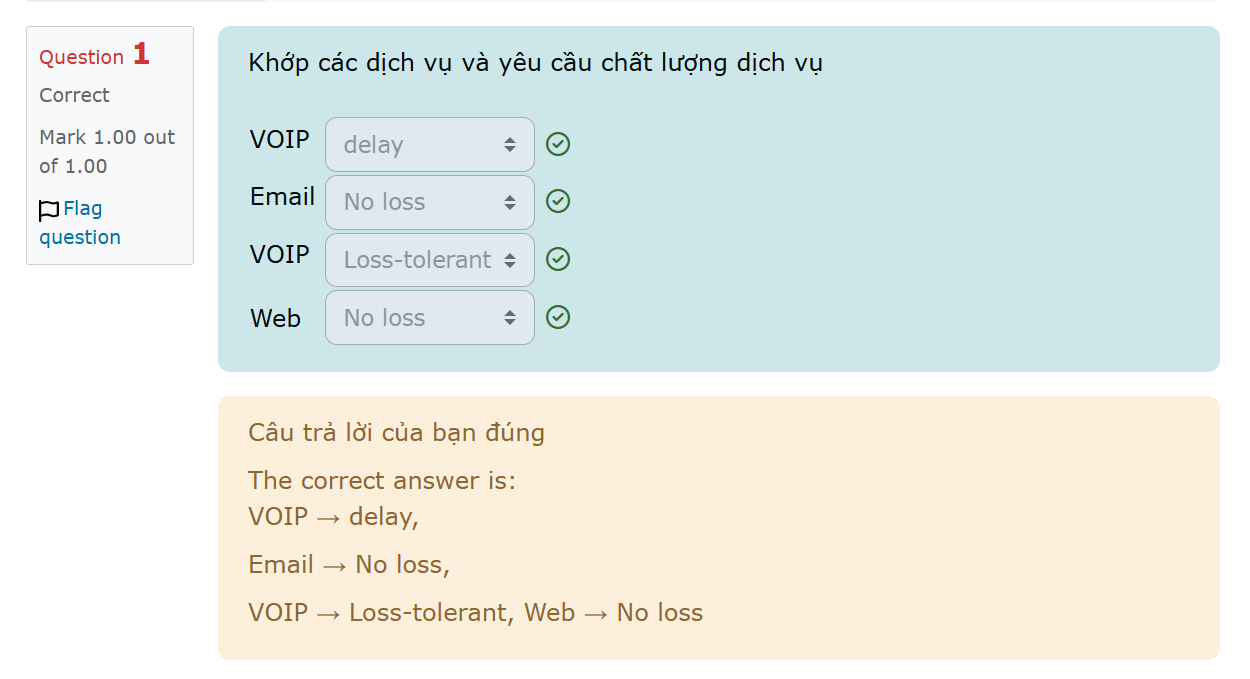 Question 1
Correct
Mark 1.00 out
of 1.00
Flag
question
Khớp các dịch vụ và yêu cầu chất lượng dịch vụ
VOIP delay
Email No loss
VOIP Loss-tolerant
Web No loss
Câu trả lời của bạn đúng
The correct answer is:
VOIP → delay,
Email → No loss,
VOIP → Loss-tolerant, Web → No loss